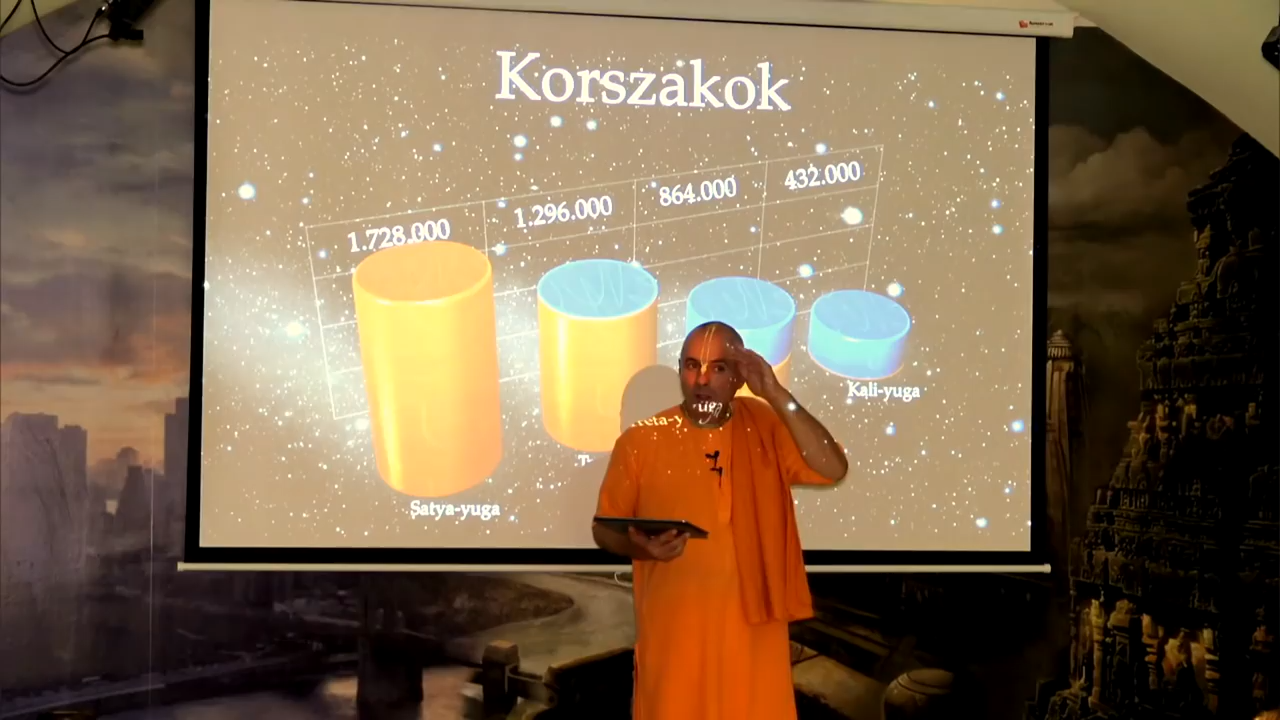 Korszakok
1.728.000
1.296.000
864.000
432.000
Kali-yuga
Satya-yuga